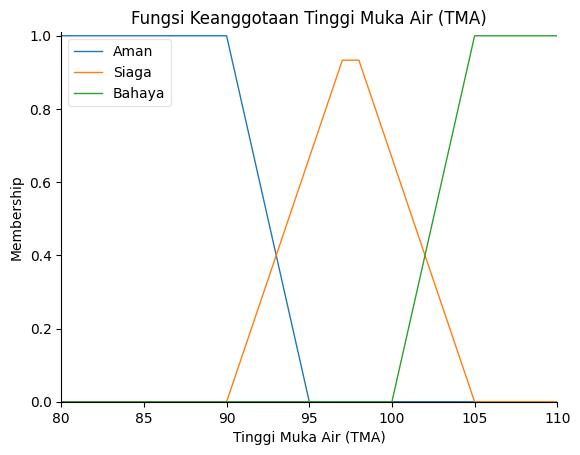 Fungsi Keanggotaan Tinggi Muka Air (TMA)
1.0
Aman
Siaga
Bahaya
0.8
0.6
Membership
0.4
0.2
0.0
80 85 90 95 100 105 110
Tinggi Muka Air (TMA)